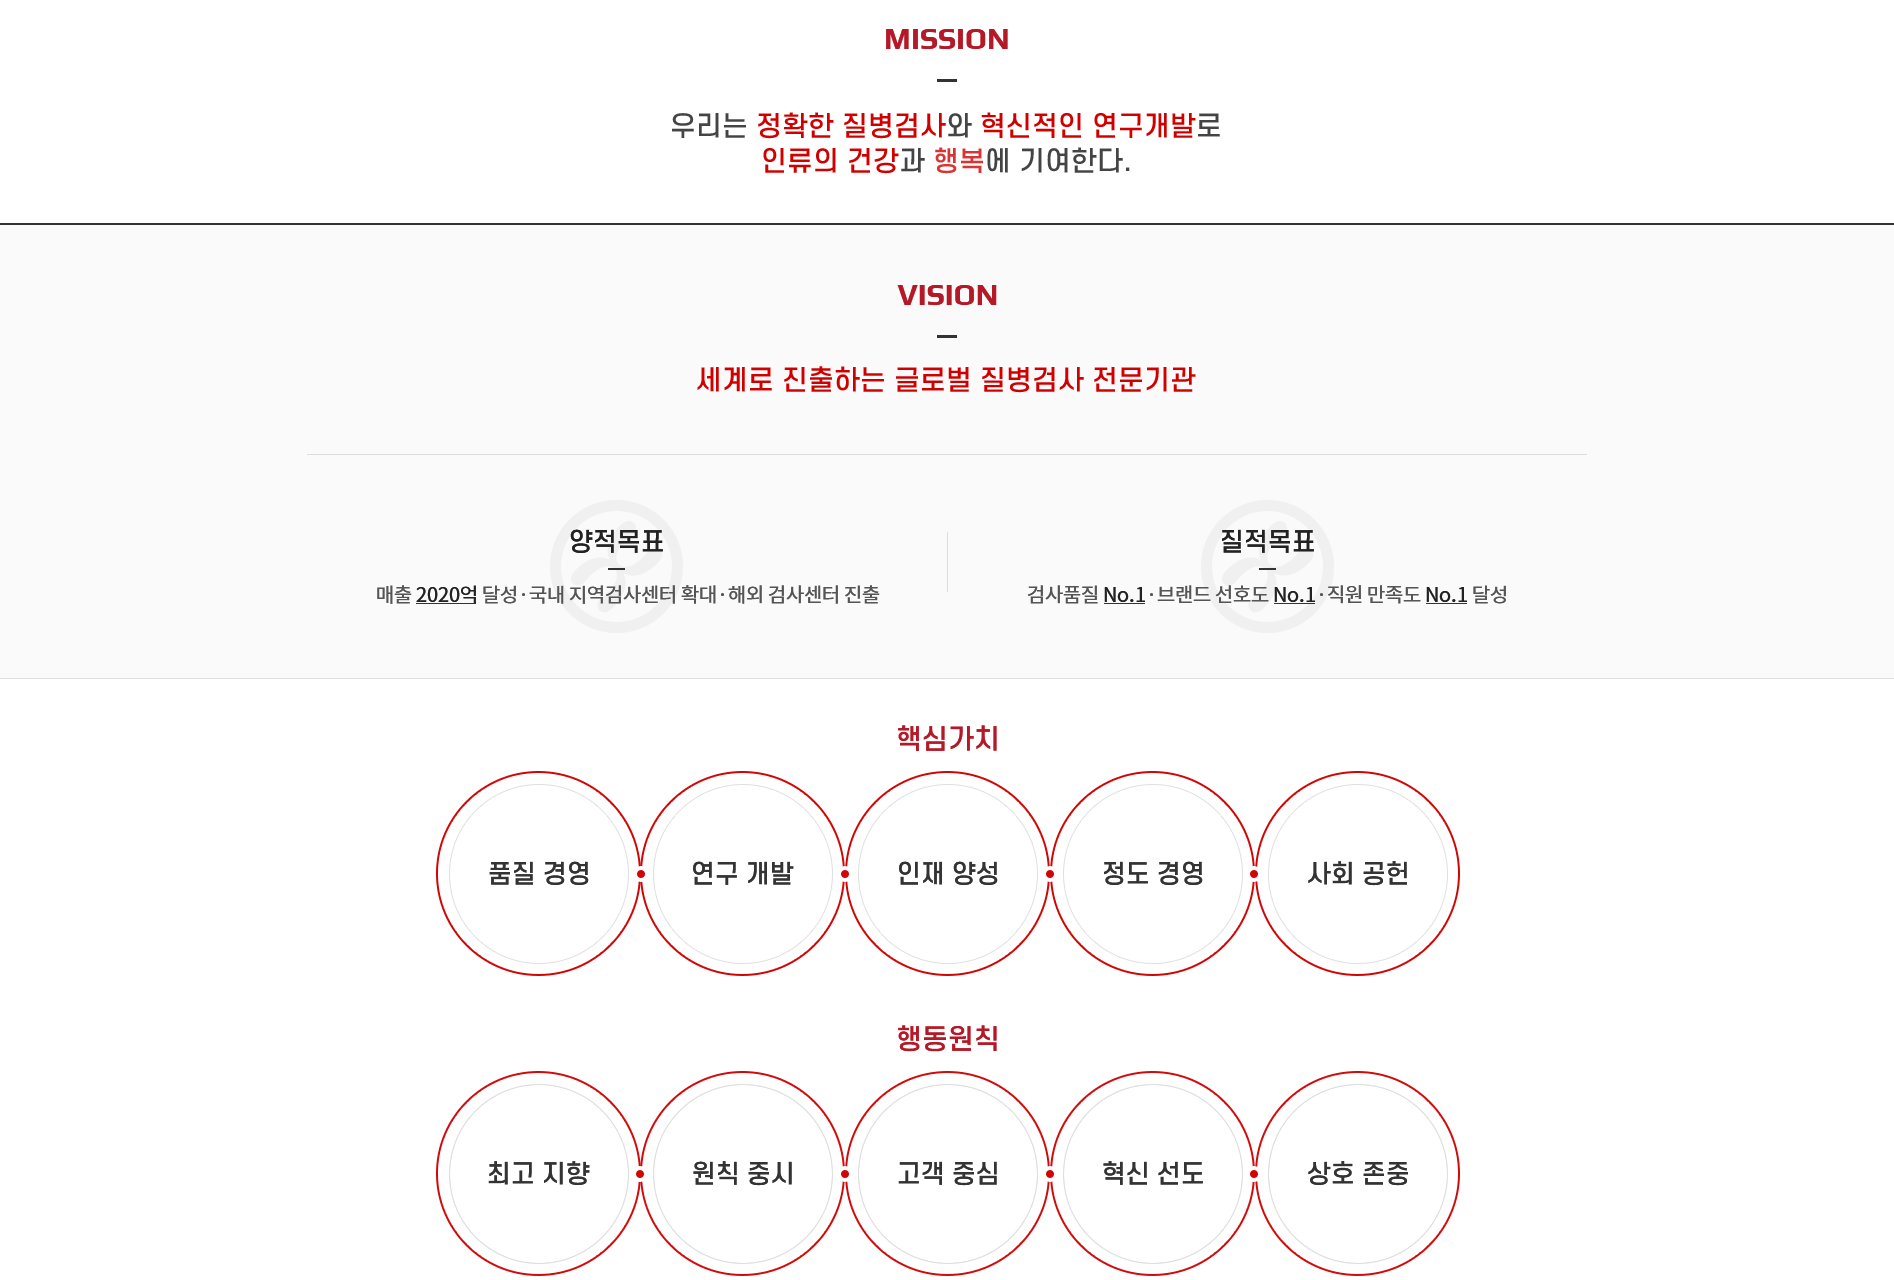 MISSION
우리는 정확한 질병검사와 혁신적인 연구개발로
인류의 건강과 행복에 기여한다.
VISION
세계로 진출하는 글로벌 질병검사 전문기관
양적목표
매출 2020억 달성·국내 지역검사센터 확대·해외 검사센터 진출
질적목표
검사품질 No.1·브랜드 선호도 No.1·직원 만족도 No.1 달성
핵심가치
품질 경영
연구 개발
인재 양성
정도 경영
사회 공헌
행동원칙
최고 지향
원칙 중시
고객 중심
혁신 선도
상호 존중